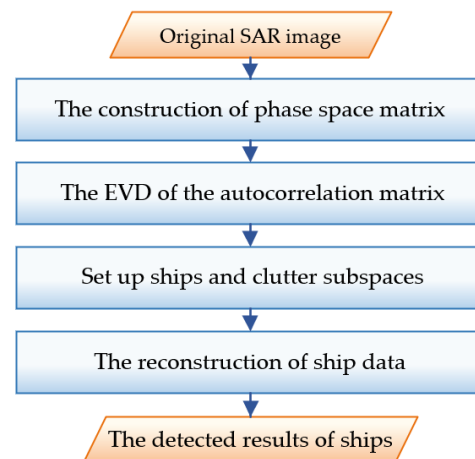 Original SAR image
The construction of phase space matrix
The EVD of the autocorrelation matrix
Set up ships and clutter subspaces
The reconstruction of ship data
The detected results of ships